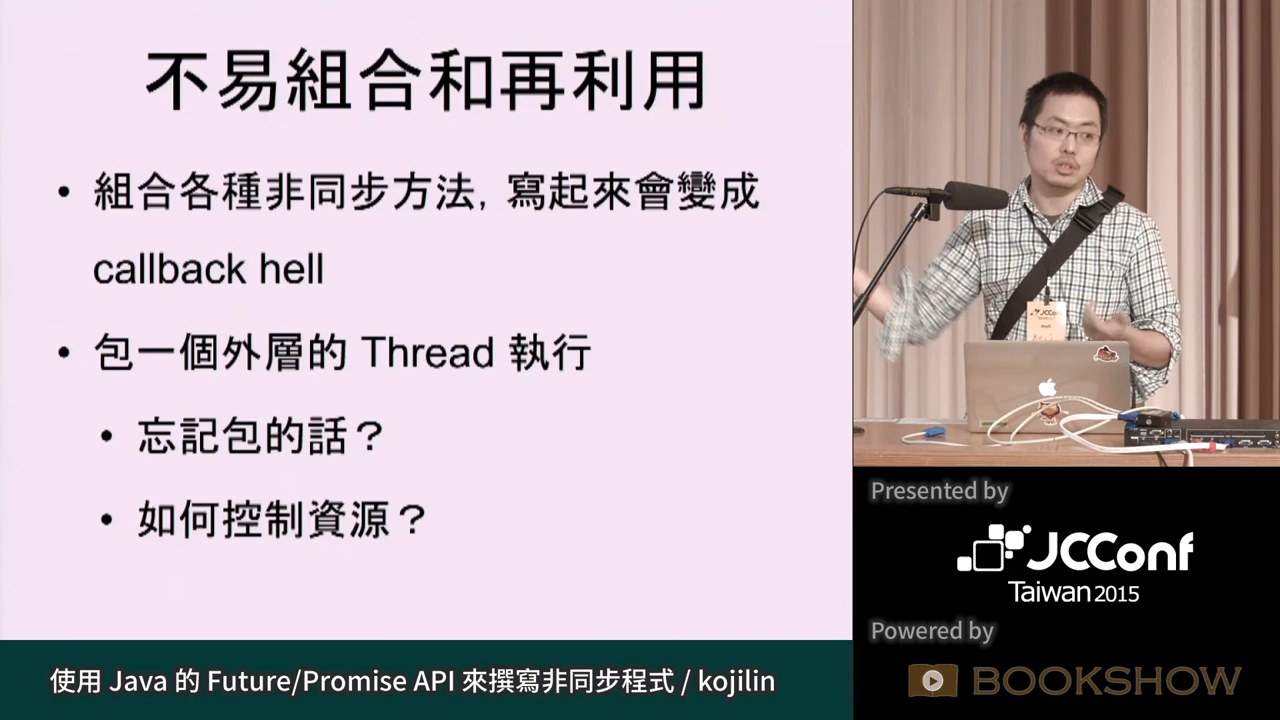 不易組合和再利用
• 組合各種非同步方法, 寫起來會變成
callback hell
• 包一個外層的 Thread 執行
• 忘記包的話？
• 如何控制資源？
使用 Java 的 Future/Promise API 來撰寫非同步程式 / kojilin
JCConf
Presented by
JCConf
Taiwan 2015
Powered by
BOOKSHOW